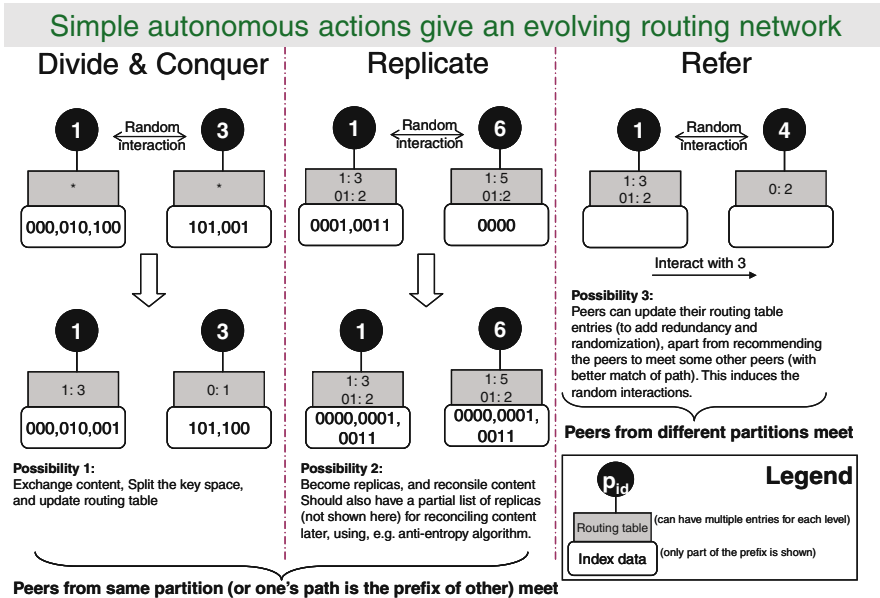 Simple autonomous actions give an evolving routing network
Divide & Conquer
1
Random
interaction
3
*
*
000,010,100
101,001
1
3
1: 3
0: 1
000,010,001
101,100
Possibility 1:
Exchange content, Split the key space,
and update routing table
Replicate
1
Random
interaction
6
1: 3
01: 2
1: 5
01:2
0001,0011
0000
1
6
1: 3
01: 2
1: 5
01: 2
0000,0001,
0011
0000,0001,
0011
Possibility 2:
Become replicas, and reconsile content
Should also have a partial list of replicas
(not shown here) for reconciling content
later, using, e.g. anti-entropy algorithm.
Peers from same partition (or one's path is the prefix of other) meet
Refer
1
Random
interaction
4
1: 3
01: 2
0: 2
Interact with 3
Possibility 3:
Peers can update their routing table
entries (to add redundancy and
randomization), apart from recommending
the peers to meet some other peers (with
better match of path). This induces the
random interactions.
Peers from different partitions meet
Legend
pid
Routing table
(can have multiple entries for each level)
Index data
(only part of the prefix is shown)